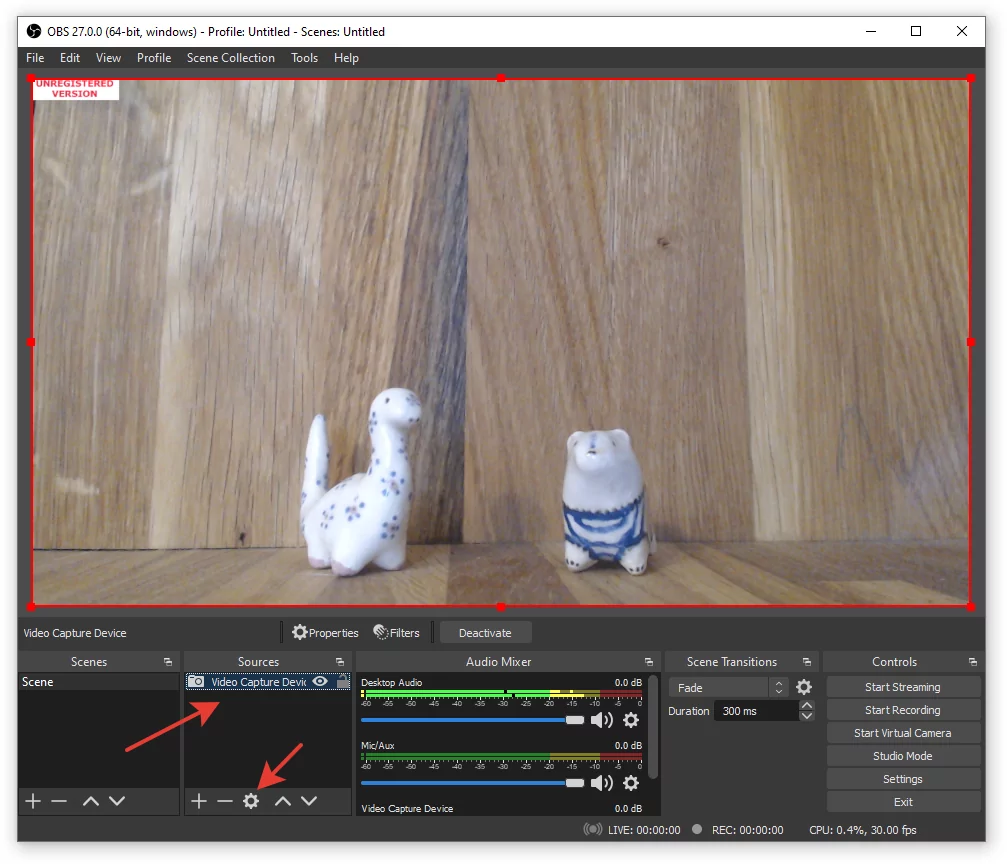 OBS 27.0.0 (64-bit, windows) - Profile: Untitled - Scenes: Untitled
File Edit View Profile Scene Collection Tools Help
UNREGISTERED
VERSION
Video Capture Device Properties Filters Deactivate
Scenes Sources Audio Mixer Scene Transitions Controls
Scene
Video Capture Devic
Desktop Audio 0.0 dB
-60 -55 -50 -45 -40 -35 -30 -25 -20 -15 -10 -5 0
Mic/Aux 0.0 dB
-60 -55 -50 -45 -40 -35 -30 -25 -20 -15 -10 -5 0
Video Capture Device 0.0 dB
Fade
Duration 300 ms
Start Streaming
Start Recording
Start Virtual Camera
Studio Mode
Settings
Exit
LIVE: 00:00:00 REC: 00:00:00 CPU: 0.4%, 30.00 fps